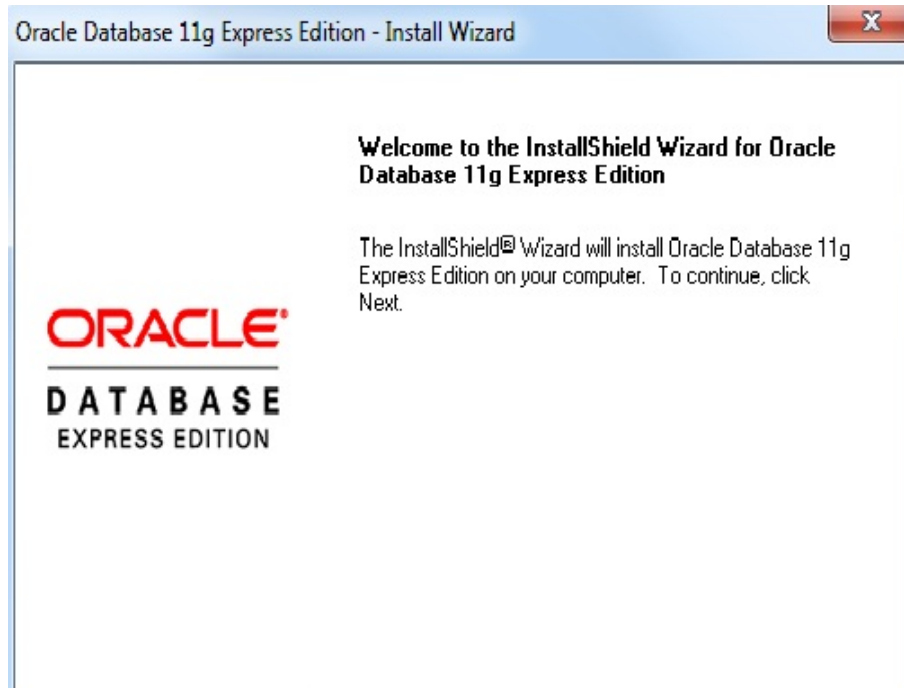 Oracle Database 11g Express Edition - Install Wizard
Welcome to the InstallShield Wizard for Oracle
Database 11g Express Edition
The InstallShield® Wizard will install Oracle Database 11g
Express Edition on your computer.  To continue, click
Next.
ORACLE®
DATABASE
EXPRESS EDITION